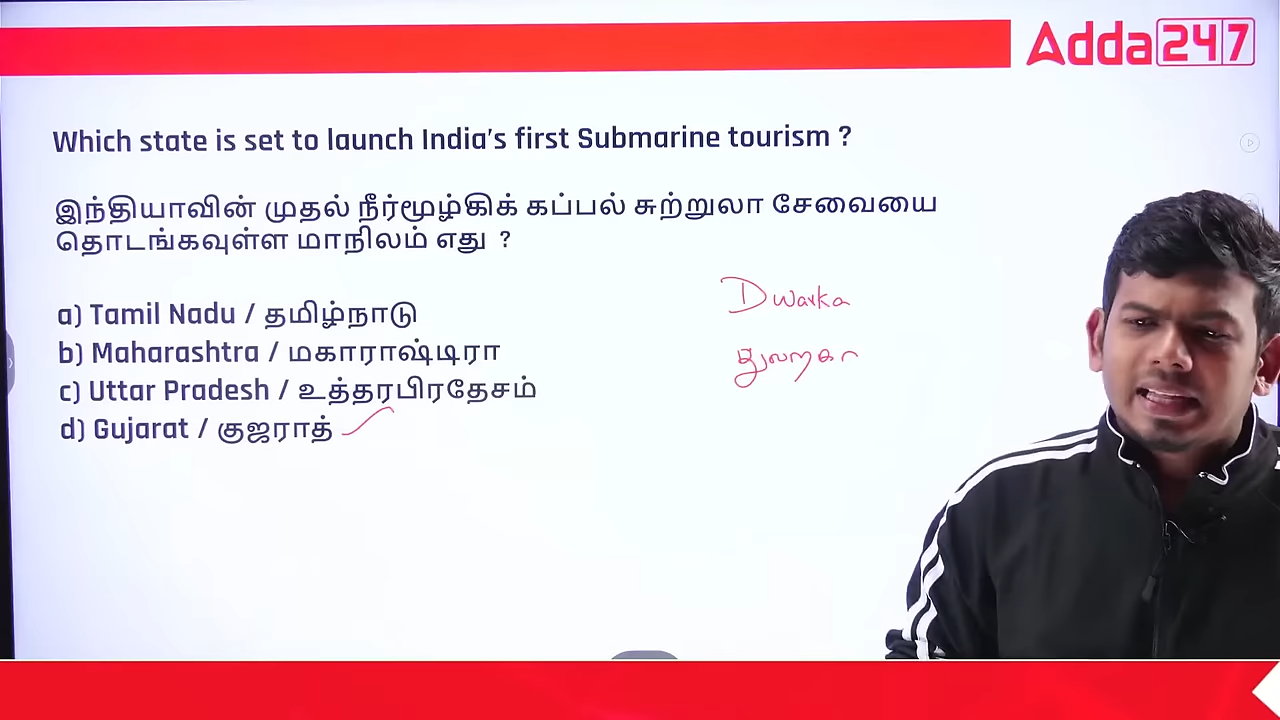 Adda247
Which state is set to launch India's first Submarine tourism ?
இந்தியாவின் முதல் நீர்மூழ்கிக் கப்பல் சுற்றுலா சேவையை
தொடங்கவுள்ள மாநிலம் எது ?
a) Tamil Nadu / தமிழ்நாடு
b) Maharashtra / மகாராஷ்டிரா
c) Uttar Pradesh / உத்தரபிரதேசம்
d) Gujarat / குஜராத்
Dwarka